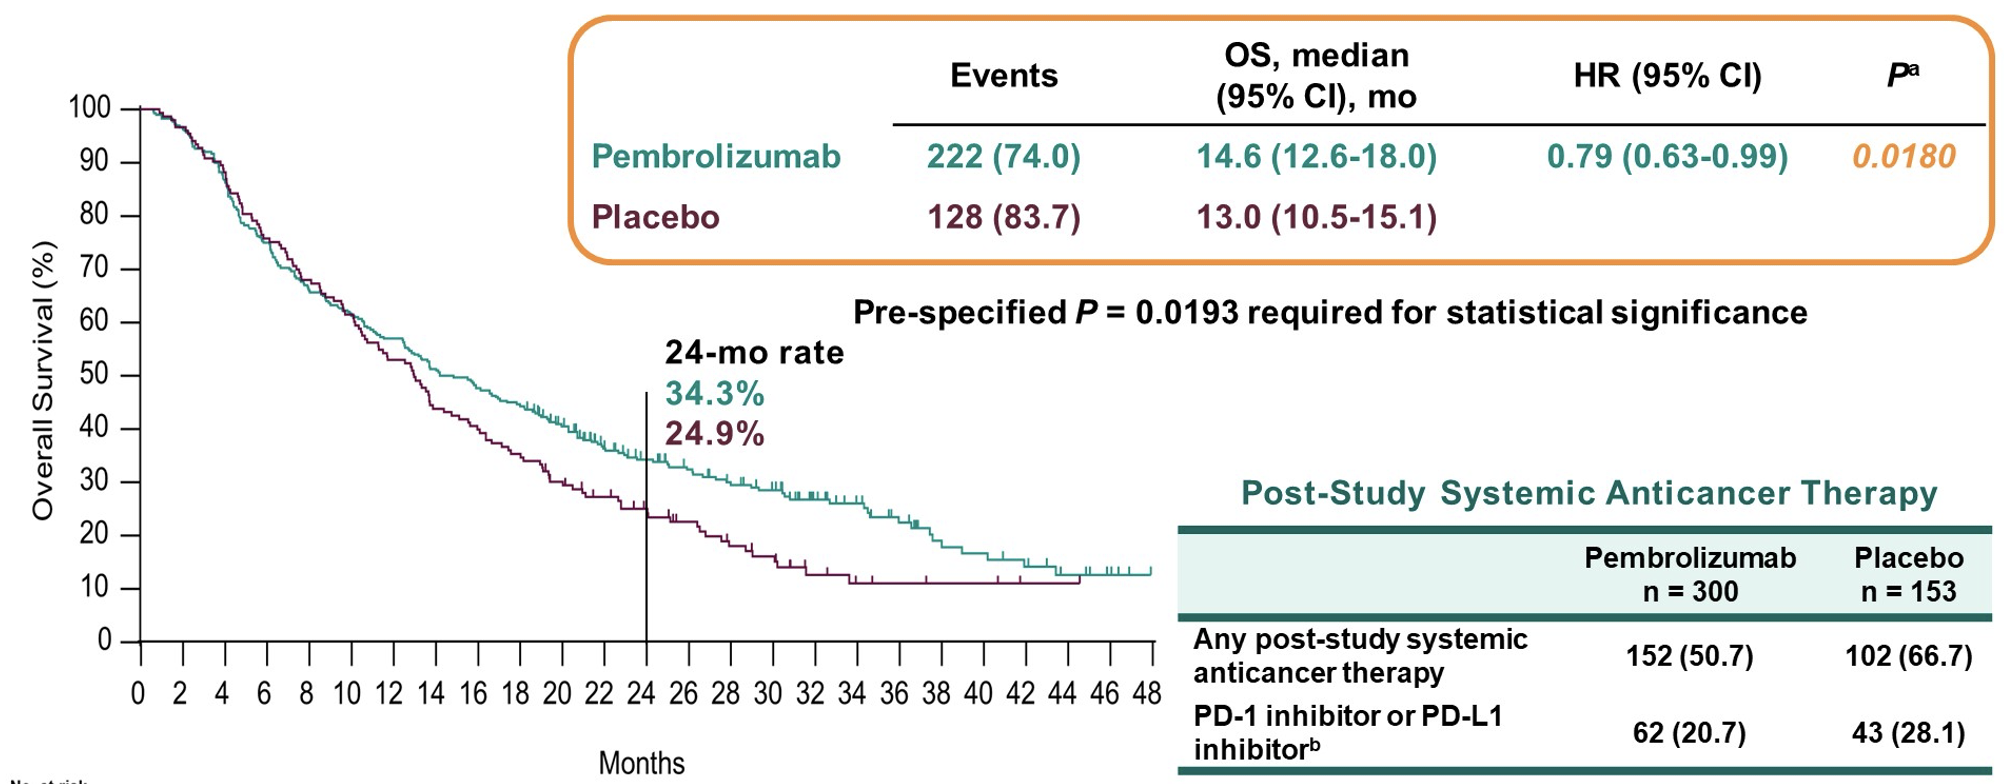 Events
OS, median
(95% CI), mo
HR (95% CI)
Pa
Pembrolizumab 222 (74.0) 14.6 (12.6-18.0) 0.79 (0.63-0.99) 0.0180
Placebo 128 (83.7) 13.0 (10.5-15.1)
Pre-specified P = 0.0193 required for statistical significance
24-mo rate
34.3%
24.9%
Overall Survival (%)
100
90
80
70
60
50
40
30
20
10
0
0 2 4 6 8 10 12 14 16 18 20 22 24 26 28 30 32 34 36 38 40 42 44 46 48
Months
No. at risk
Post-Study Systemic Anticancer Therapy
Pembrolizumab
n = 300
Placebo
n = 153
Any post-study systemic
anticancer therapy
152 (50.7) 102 (66.7)
PD-1 inhibitor or PD-L1
inhibitorb
62 (20.7) 43 (28.1)